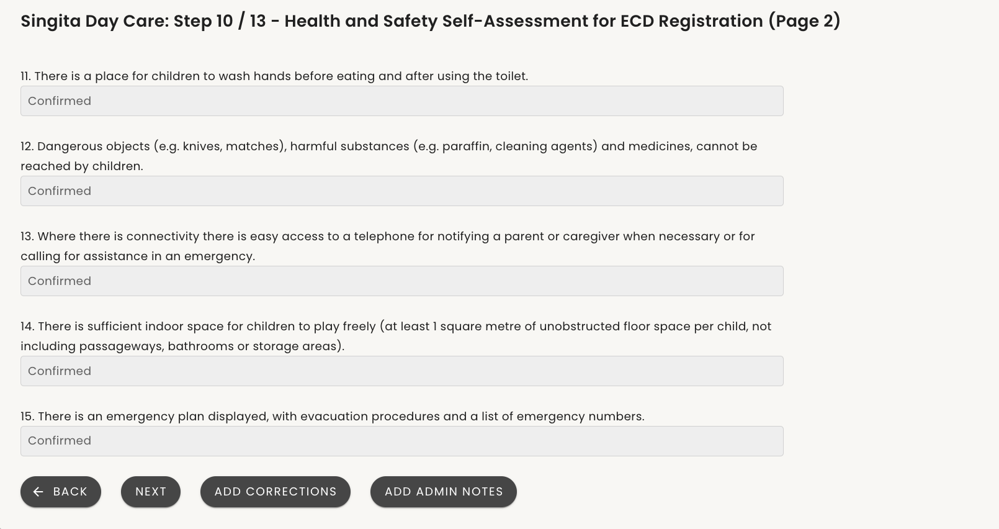 Singita Day Care: Step 10 / 13 - Health and Safety Self-Assessment for ECD Registration (Page 2)
11. There is a place for children to wash hands before eating and after using the toilet.
Confirmed
12. Dangerous objects (e.g. knives, matches), harmful substances (e.g. paraffin, cleaning agents) and medicines, cannot be
reached by children.
Confirmed
13. Where there is connectivity there is easy access to a telephone for notifying a parent or caregiver when necessary or for
calling for assistance in an emergency.
Confirmed
14. There is sufficient indoor space for children to play freely (at least 1 square metre of unobstructed floor space per child, not
including passageways, bathrooms or storage areas).
Confirmed
15. There is an emergency plan displayed, with evacuation procedures and a list of emergency numbers.
Confirmed
← BACK NEXT ADD CORRECTIONS ADD ADMIN NOTES